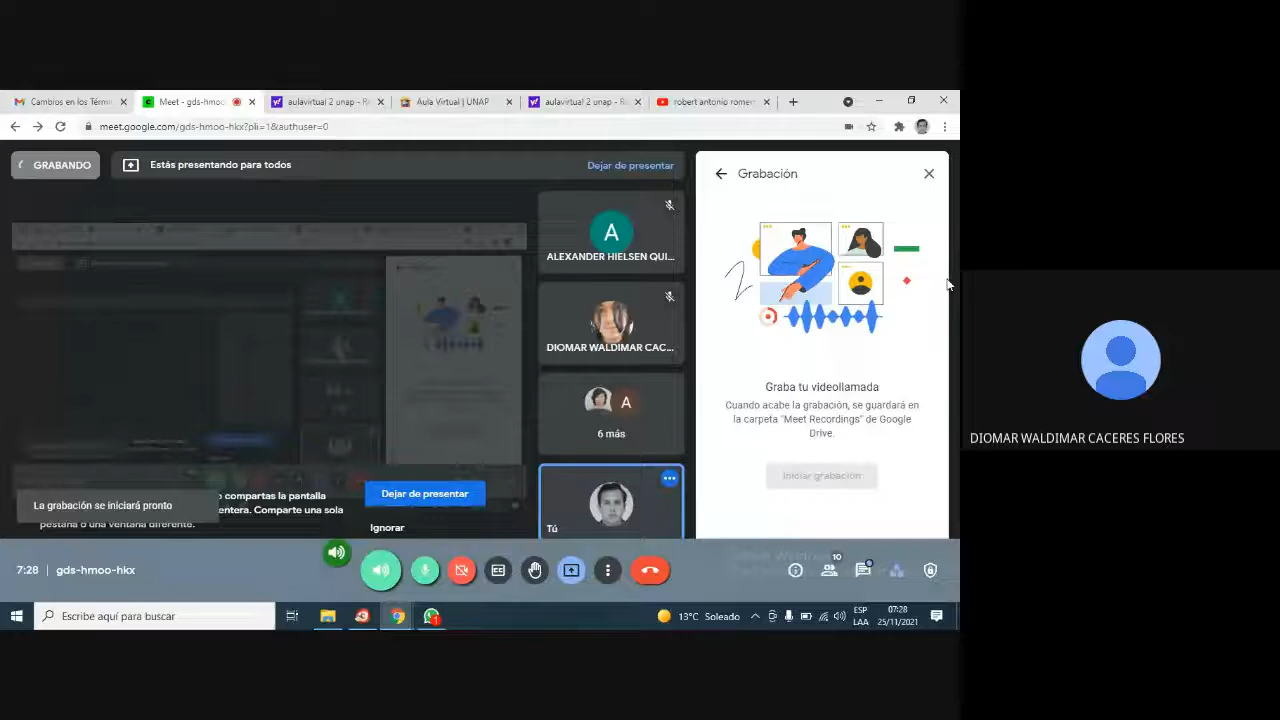 Cambios en los Térmi
Meet - gds-hmoo
aulavirtual 2 unap - R
Aula Virtual | UNAP
aulavirtual 2 unap - R
robert antonio romer
meet.google.com/gds-hmoo-hkx?pli=1&authuser=0
GRABANDO
Estás presentando para todos
Dejar de presentar
Grabación
A
ALEXANDER HIELSEN QUI...
DIOMAR WALDIMAR CAC...
A
6 más
Tú
Graba tu videollamada
Cuando acabe la grabación, se guardará en
la carpeta "Meet Recordings" de Google
Drive.
Iniciar grabación
La grabación se iniciará pronto
o compartas la pantalla
entera. Comparte una sola
pestaña o una ventana diferente.
Dejar de presentar
Ignorar
7:28 | gds-hmoo-hkx
10
Escribe aquí para buscar
1
13°C Soleado
ESP
LAA
07:28
25/11/2021
DIOMAR WALDIMAR CACERES FLORES